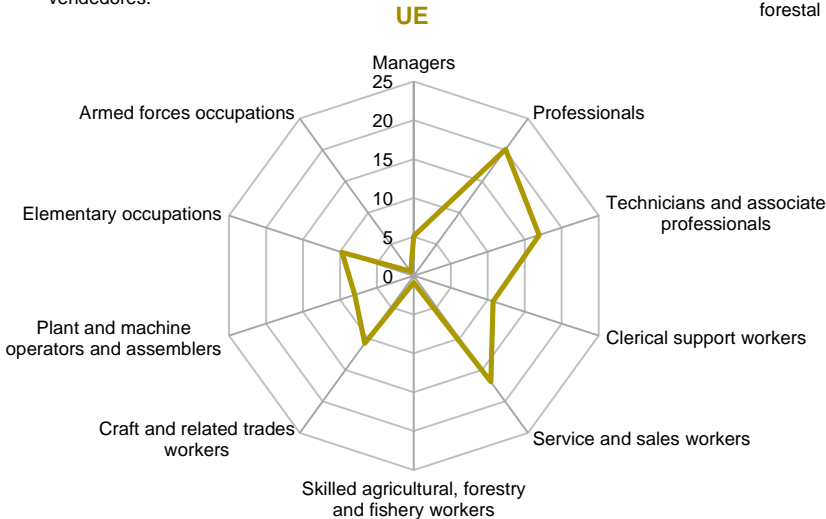 vendedores.
forestal
UE
Managers
25
20
15
10
5
0
Professionals
Technicians and associate
professionals
Clerical support workers
Service and sales workers
Skilled agricultural, forestry
and fishery workers
Craft and related trades
workers
Plant and machine
operators and assemblers
Elementary occupations
Armed forces occupations